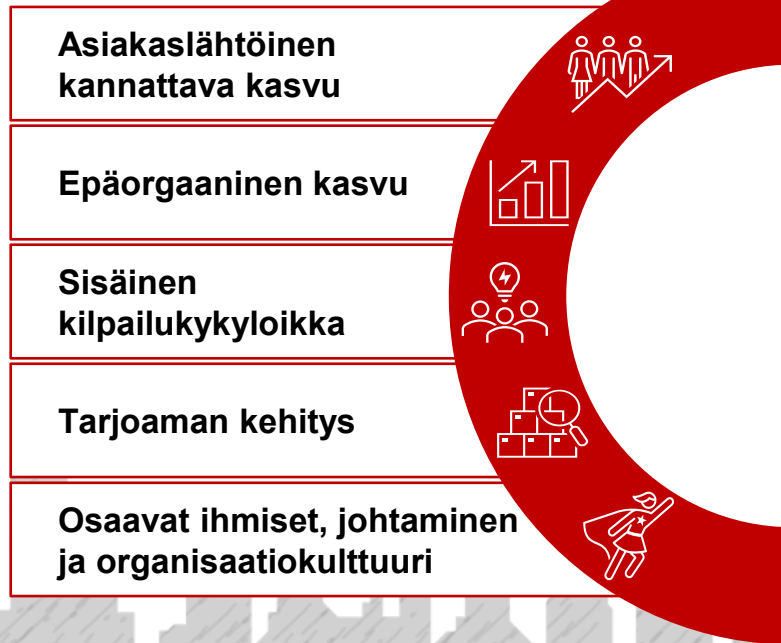 Asiakaslähtöinen
kannattava kasvu
Epäorgaaninen kasvu
Sisäinen
kilpailukykyloikka
Tarjoaman kehitys
Osaavat ihmiset, johtaminen
ja organisaatiokulttuuri